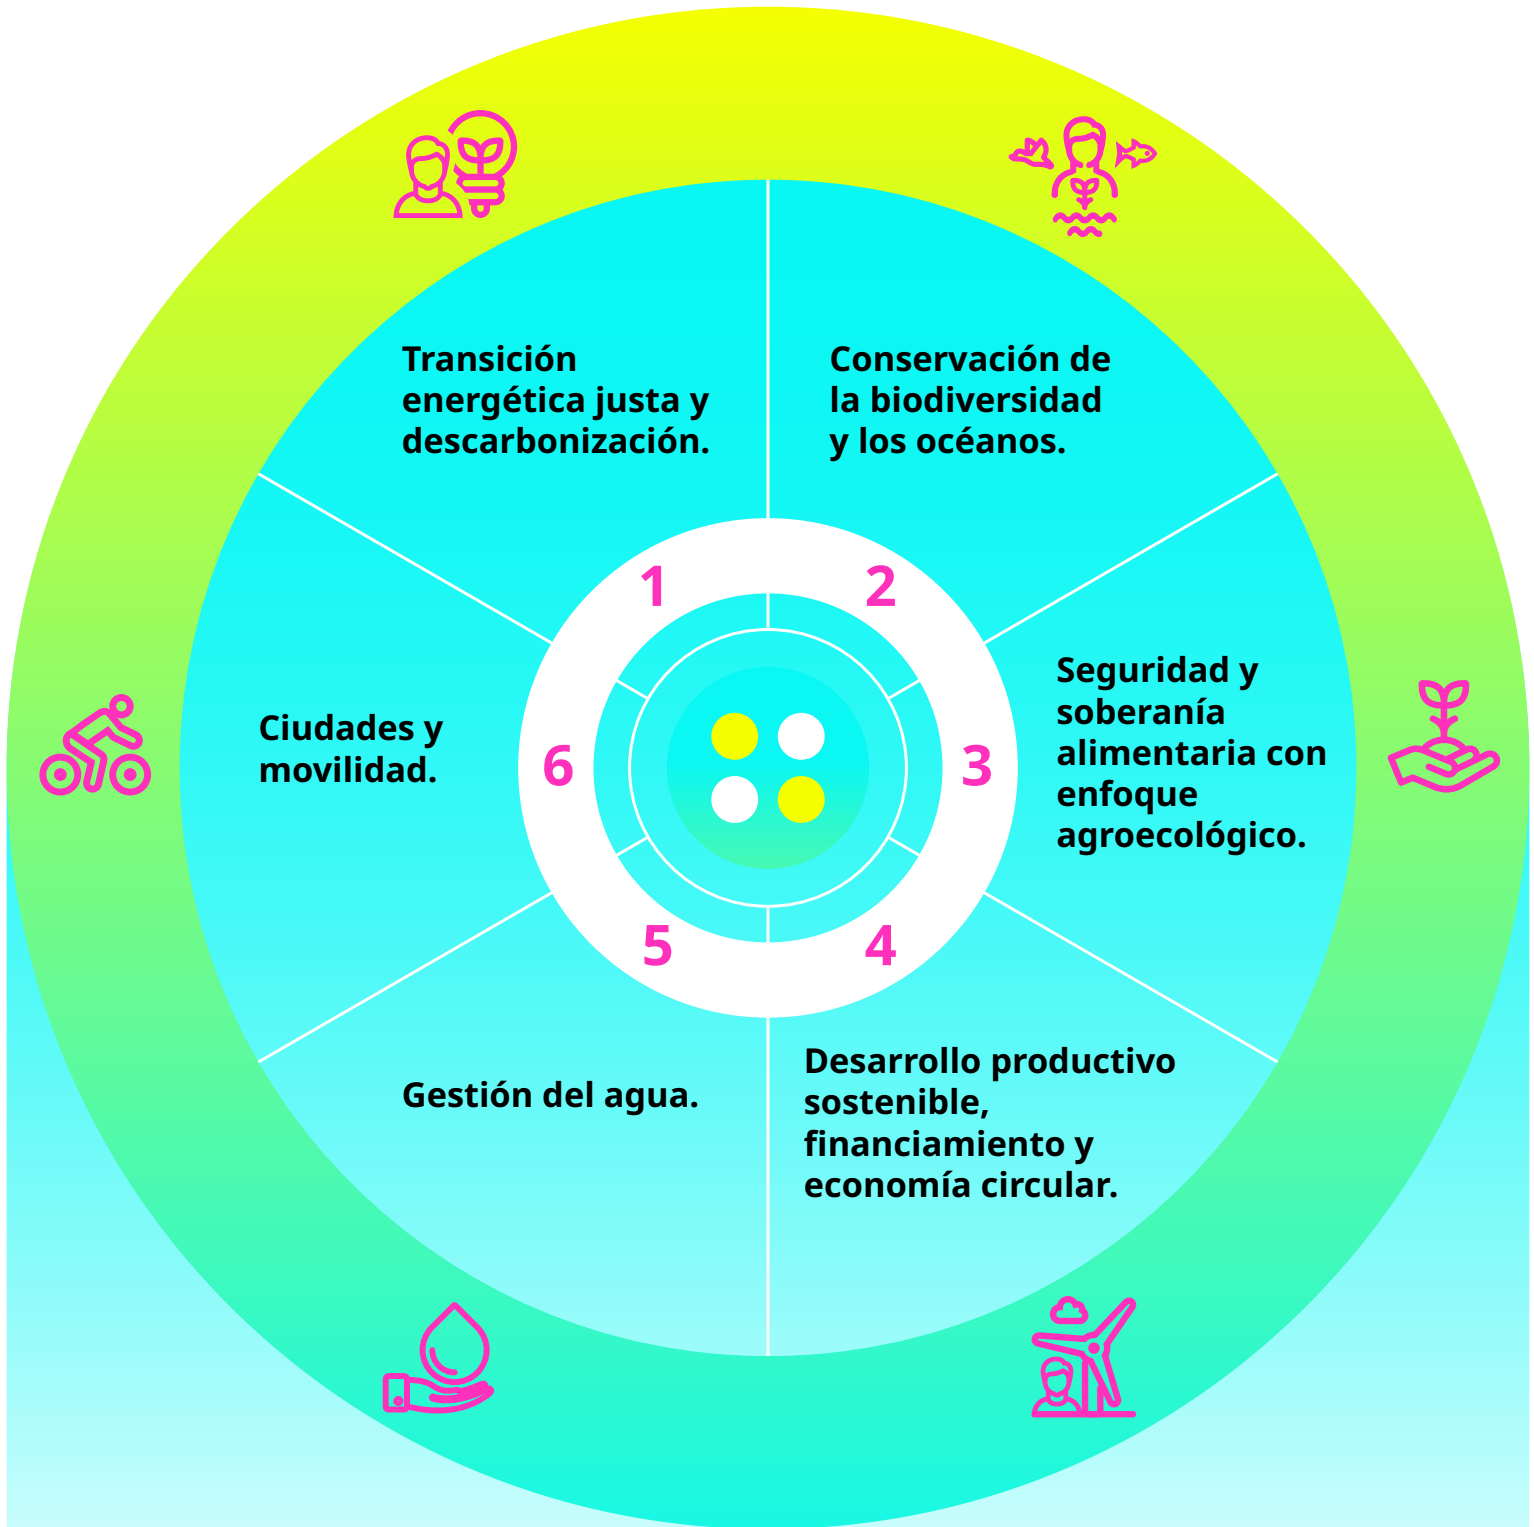 1
Transición
energética justa y
descarbonización.
2
Conservación de
la biodiversidad
y los océanos.
3
Seguridad y
soberanía
alimentaria con
enfoque
agroecológico.
4
Desarrollo productivo
sostenible,
financiamiento y
economía circular.
5
Gestión del agua.
6
Ciudades y
movilidad.